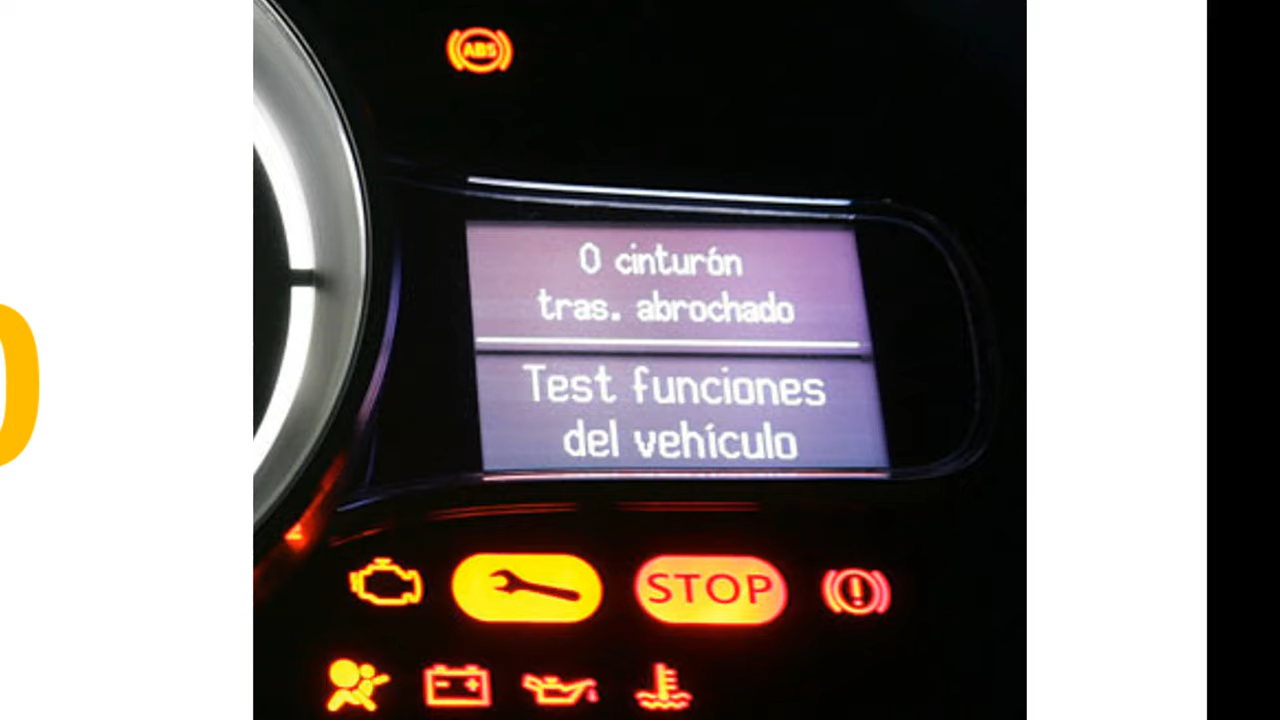 ABS
0 cinturón
tras. abrochado
Test funciones
del vehículo
STOP